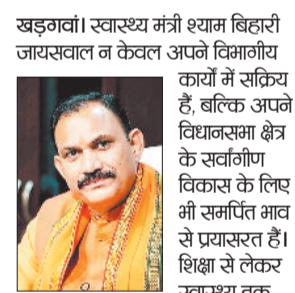 खड़गवां। स्वास्थ्य मंत्री श्याम बिहारी
जायसवाल न केवल अपने विभागीय
कार्यों में सक्रिय
हैं, बल्कि अपने
विधानसभा क्षेत्र
के सर्वांगीण
विकास के लिए
भी समर्पित भाव
से प्रयासरत हैं।
शिक्षा से लेकर